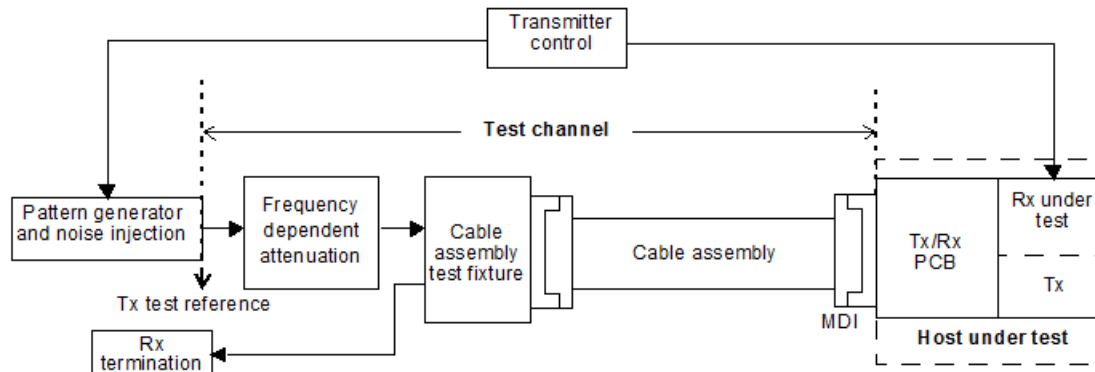 Transmitter
control
Test channel
Pattern generator
and noise injection
Frequency
dependent
attenuation
Cable
assembly
test fixture
Cable assembly
Tx/Rx
PCB
Rx under
test
Tx
Tx test reference
MDI
Host under test
Rx
termination